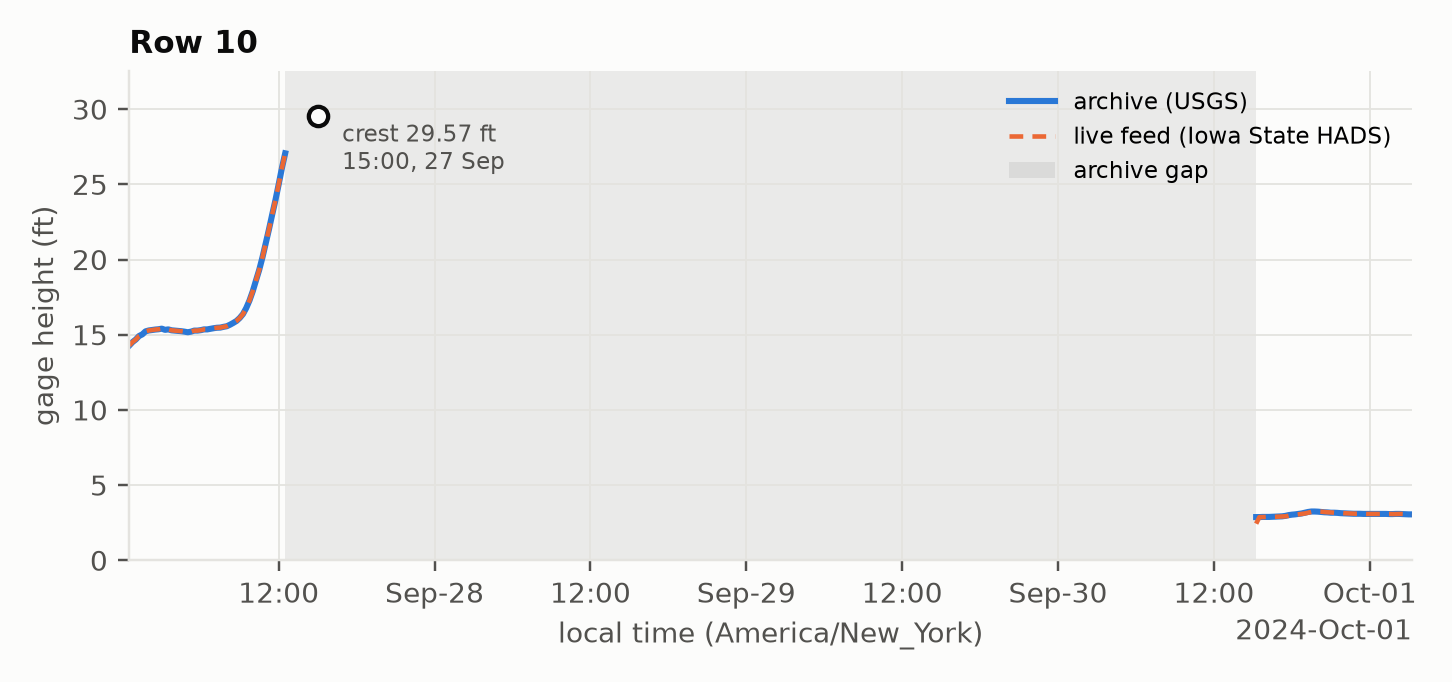 Row 10
30
25
20
15
10
5
0
gage height (ft)
crest 29.57 ft
15:00, 27 Sep
archive (USGS)
live feed (Iowa State HADS)
archive gap
12:00
Sep-28
12:00
Sep-29
12:00
Sep-30
12:00
Oct-01
local time (America/New_York)
2024-Oct-01